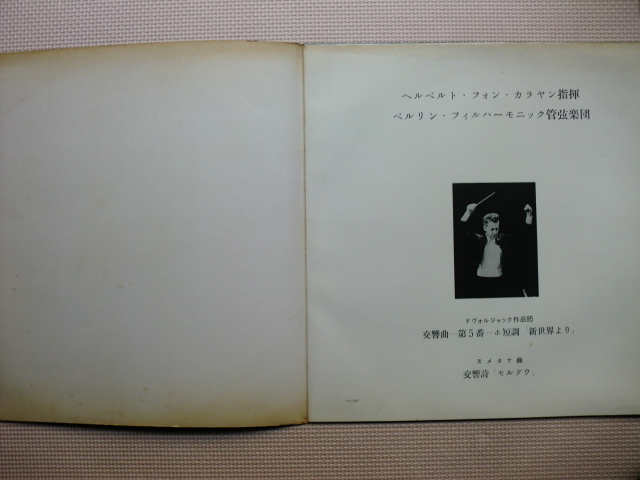 ヘルベルト・フォン・カラヤン指揮
ベルリン・フィルハーモニック管弦楽団
ドヴォルジャック作品95
交響曲―第5番―ホ短調「新世界より」
スメタナ曲
交響詩「モルダウ」